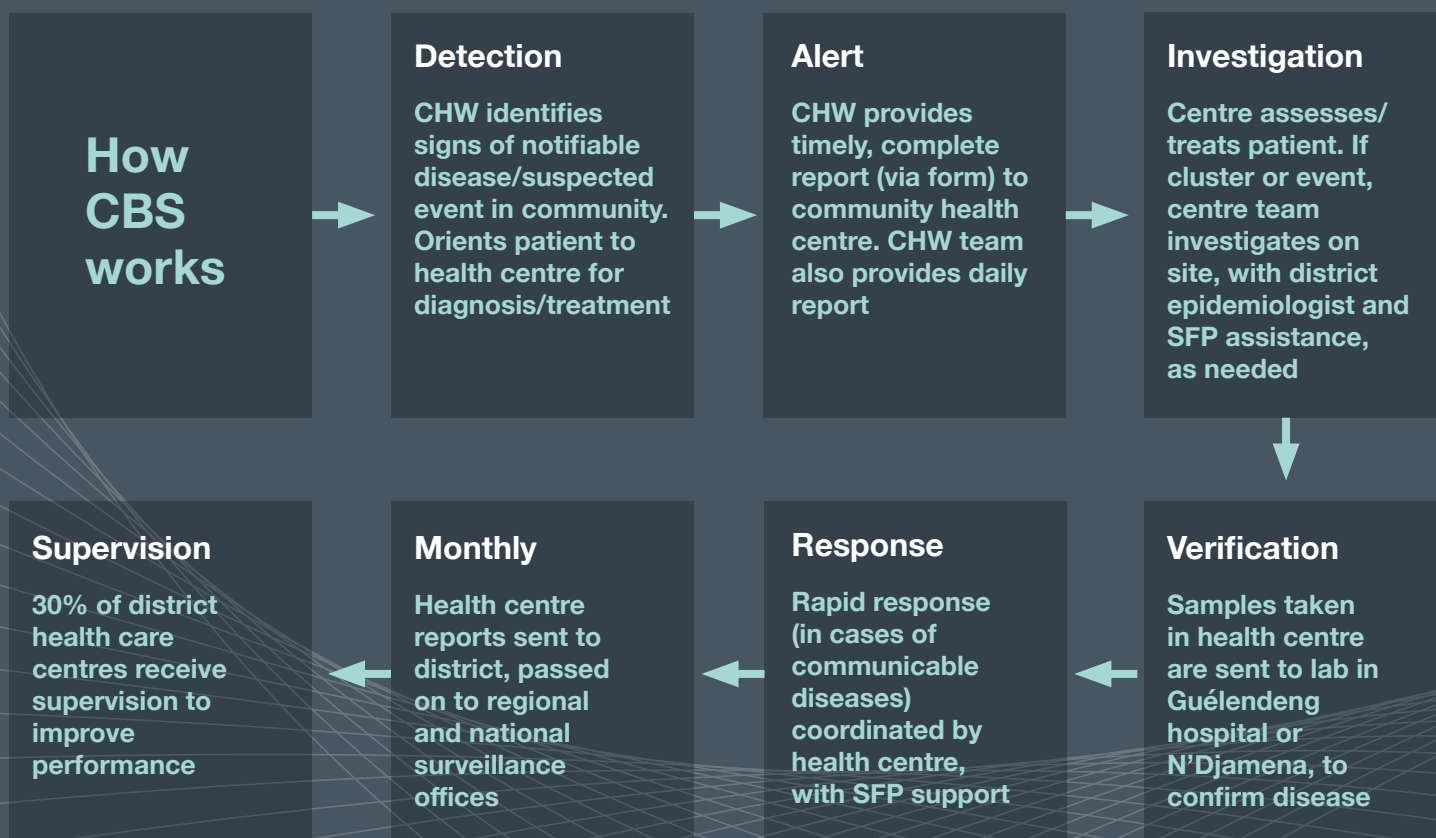 How
CBS
works
Detection
CHW identifies
signs of notifiable
disease/suspected
event in community.
Orients patient to
health centre for
diagnosis/treatment
Alert
CHW provides
timely, complete
report (via form) to
community health
centre. CHW team
also provides daily
report
Investigation
Centre assesses/
treats patient. If
cluster or event,
centre team
investigates on
site, with district
epidemiologist and
SFP assistance,
as needed
Verification
Samples taken
in health centre
are sent to lab in
Guélendeng
hospital or
N’Djamena, to
confirm disease
Response
Rapid response
(in cases of
communicable
diseases)
coordinated by
health centre,
with SFP support
Monthly
Health centre
reports sent to
district, passed
on to regional
and national
surveillance
offices
Supervision
30% of district
health care
centres receive
supervision to
improve
performance